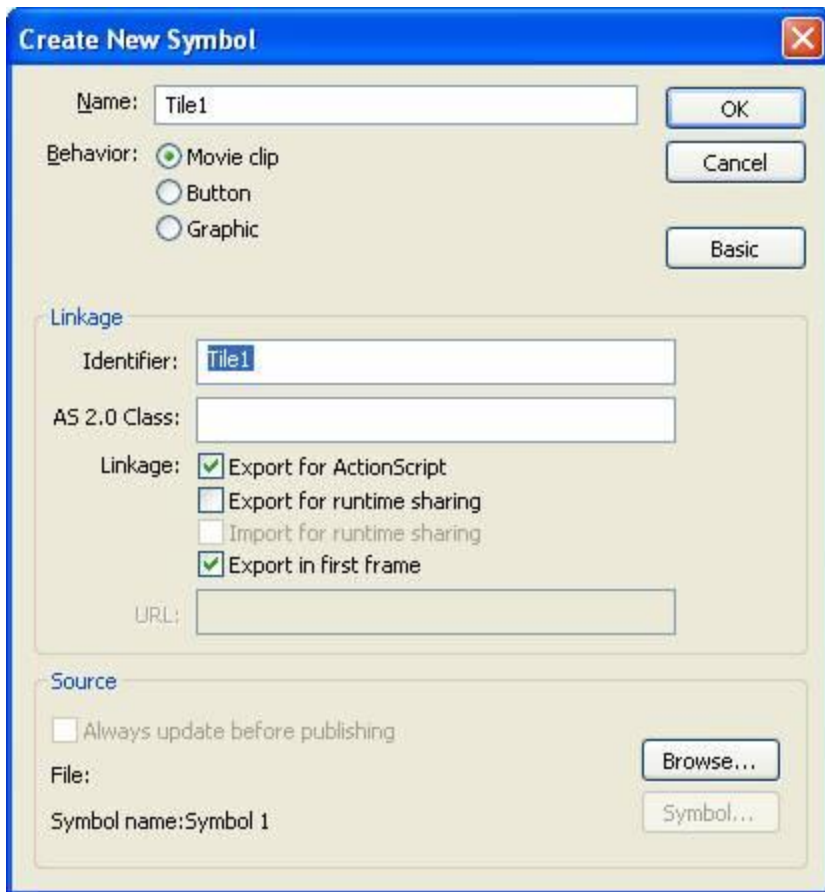 Create New Symbol
Name: Tile1
OK
Behavior: Movie clip
Cancel
Button
Graphic
Basic
Linkage
Identifier: Tile1
AS 2.0 Class:
Linkage: Export for ActionScript
Export for runtime sharing
Import for runtime sharing
Export in first frame
URL:
Source
Always update before publishing
Browse...
File:
Symbol name:Symbol 1
Symbol...